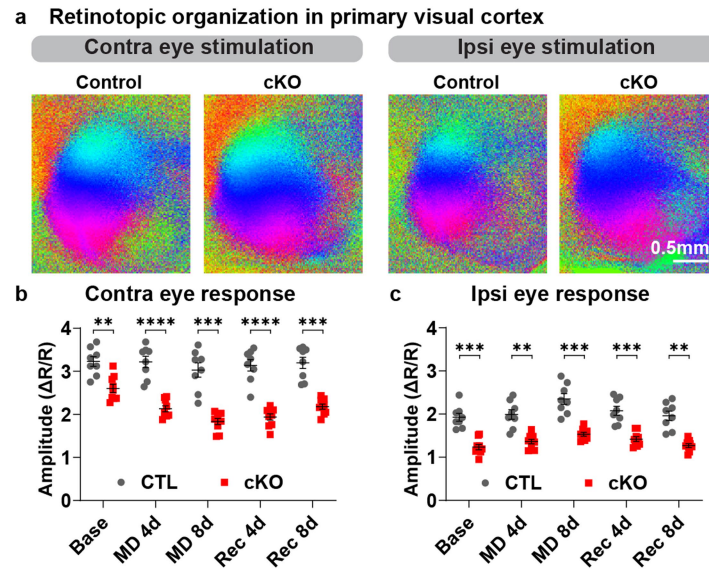 a Retinotopic organization in primary visual cortex
Contra eye stimulation
Ipsi eye stimulation
Control
cKO
Control
cKO
0.5mm
b Contra eye response
Amplitude (ΔR/R)
4
3
2
1
0
** **** *** **** ***
CTL cKO
Base MD 4d MD 8d Rec 4d Rec 8d
c Ipsi eye response
Amplitude (ΔR/R)
4
3
2
1
0
*** ** *** *** **
CTL cKO
Base MD 4d MD 8d Rec 4d Rec 8d